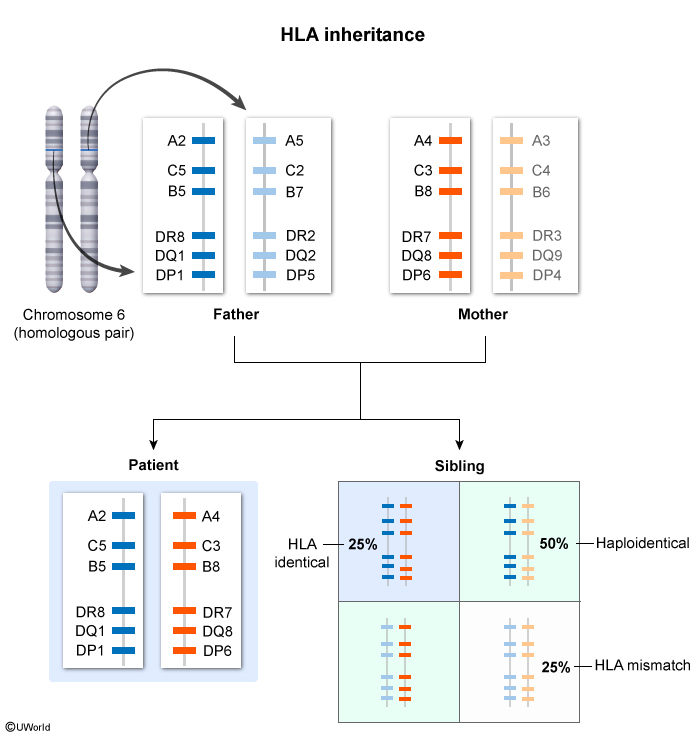 HLA inheritance
A2
C5
B5
DR8
DQ1
DP1
A5
C2
B7
DR2
DQ2
DP5
A4
C3
B8
DR7
DQ8
DP6
A3
C4
B6
DR3
DQ9
DP4
Chromosome 6
(homologous pair)
Father
Mother
Patient
A2
C5
B5
DR8
DQ1
DP1
A4
C3
B8
DR7
DQ8
DP6
Sibling
HLA
identical
25%
50%
Haploidentical
25%
HLA mismatch
©UWorld